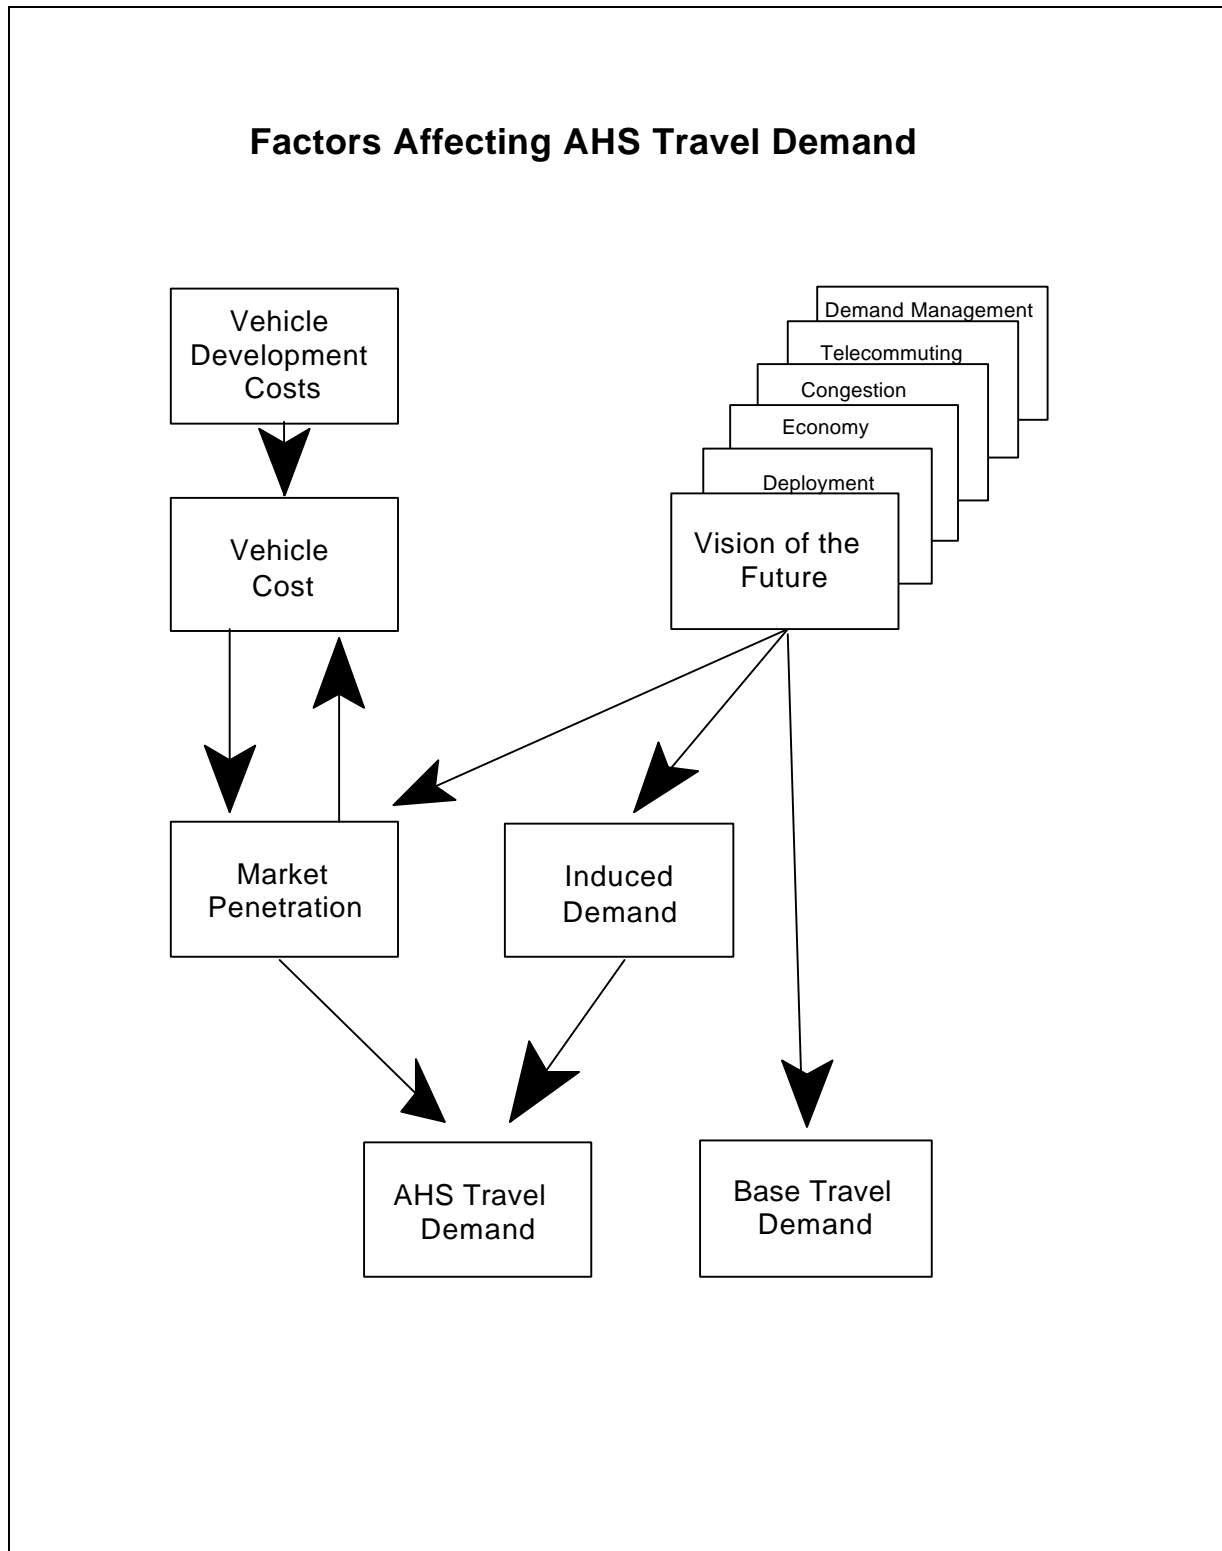 Factors Affecting AHS Travel Demand
Vehicle
Development
Costs
Demand Management
Telecommuting
Congestion
Economy
Deployment
Vision of the
Future
Vehicle
Cost
Market
Penetration
Induced
Demand
AHS Travel
Demand
Base Travel
Demand